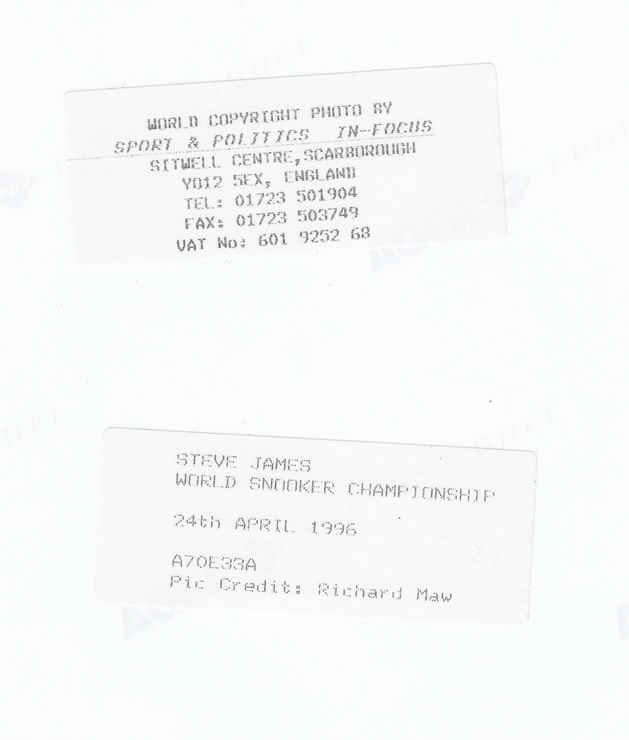 WORLD COPYRIGHT PHOTO BY
SPORT & POLITICS IN-FOCUS
SITWELL CENTRE,SCARBOROUGH
YO12 5EX, ENGLAND
TEL: 01723 501904
FAX: 01723 503749
VAT No: 601 9252 63
STEVE JAMES
WORLD SNOOKER CHAMPIONSHIP
24th APRIL 1996
A70E33A
Pic Credit: Richard Maw